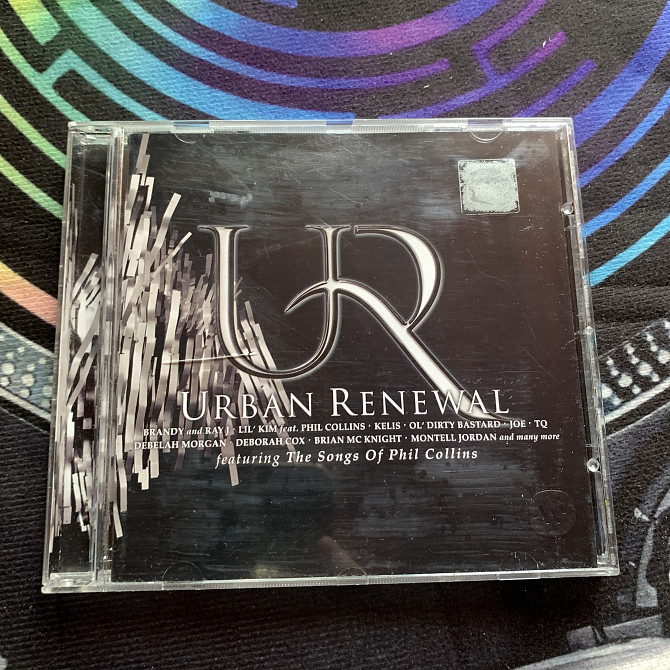 UR
URBAN RENEWAL
BRANDY and RAY J · LIL' KIM feat. PHIL COLLINS · KELIS · OL' DIRTY BASTARD · JOE · TQ
DEBELAH MORGAN · DEBORAH COX · BRIAN MC KNIGHT · MONTELL JORDAN and many more
featuring The Songs Of Phil Collins